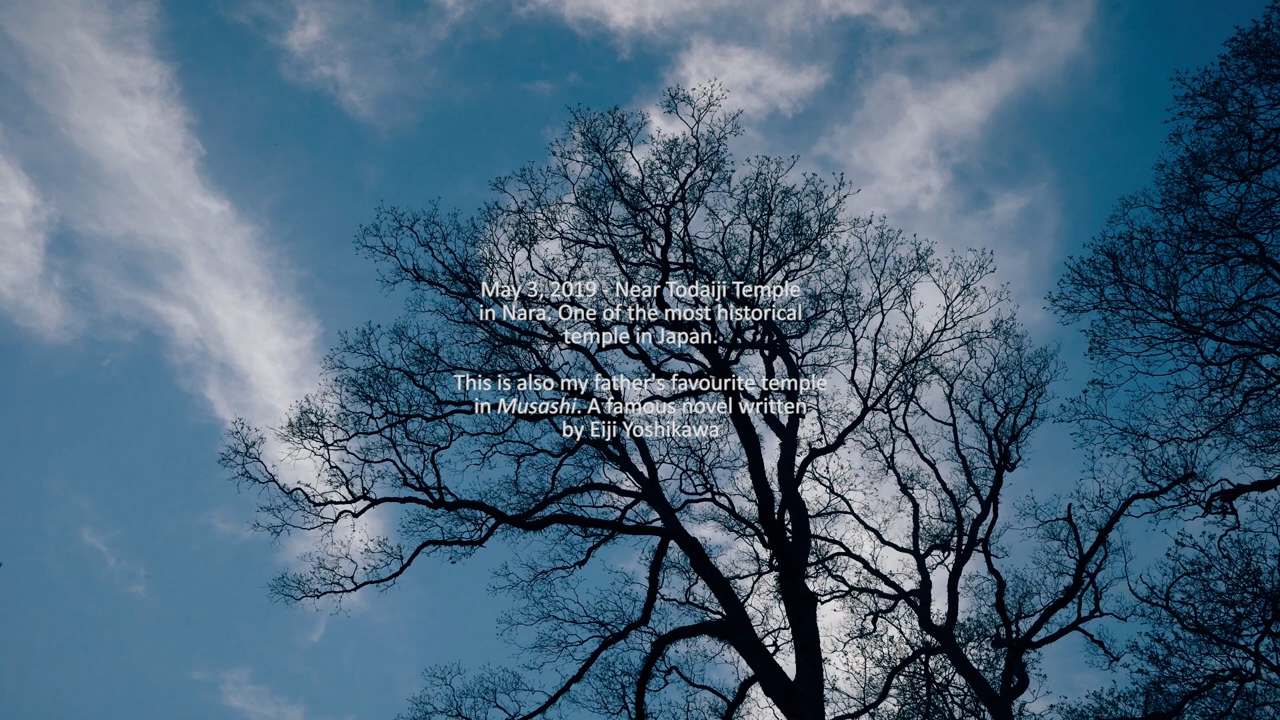 May 3, 2019 - Near Todaiji Temple
in Nara. One of the most historical
temple in Japan.
This is also my father's favourite temple
in Musashi. A famous novel written
by Eiji Yoshikawa